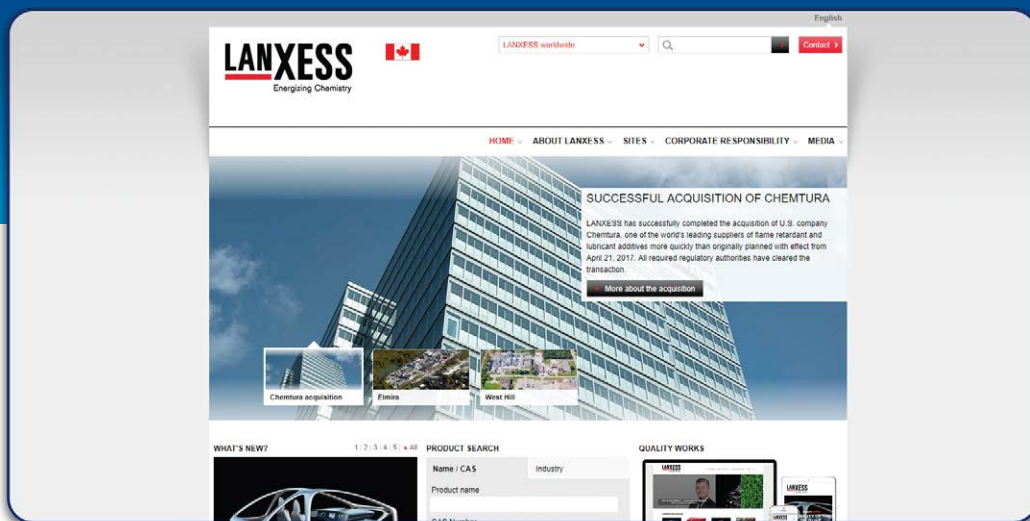 English
LANXESS
Energizing Chemistry
LANXESS worldwide
Contact
HOME ABOUT LANXESS SITES CORPORATE RESPONSIBILITY MEDIA
SUCCESSFUL ACQUISITION OF CHEMTURA
LANXESS has successfully completed the acquisition of U.S. company
Chemtura, one of the world's leading suppliers of flame retardant and
lubricant additives more quickly than originally planned with effect from
April 21, 2017. All required regulatory authorities have cleared the
transaction.
More about the acquisition
Chemtura acquisition Elmira West Hill
WHAT'S NEW? 1 | 2 | 3 | 4 | 5 | All PRODUCT SEARCH QUALITY WORKS
Name / CAS Industry
Product name
CAS Number
LANXESS
LANXESS